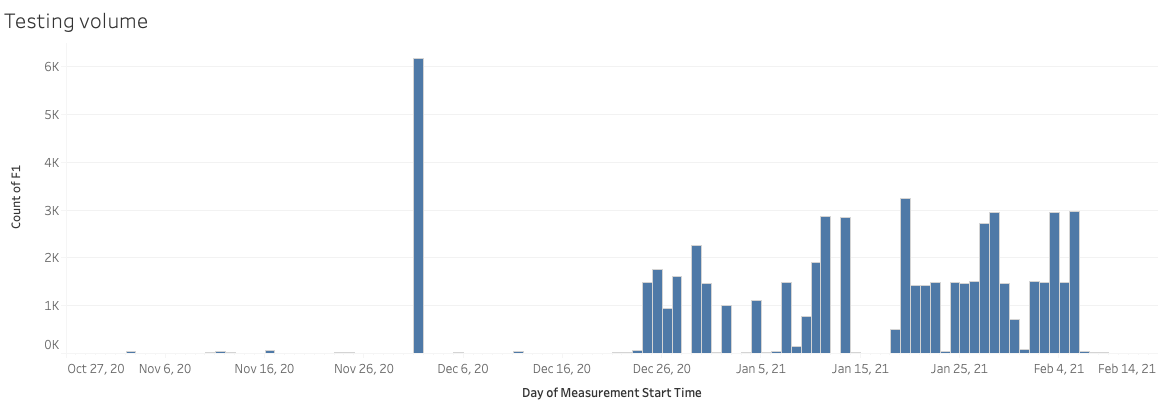 Testing volume
6K
5K
4K
3K
2K
1K
0K
Count of F1
Oct 27, 20 Nov 6, 20 Nov 16, 20 Nov 26, 20 Dec 6, 20 Dec 16, 20 Dec 26, 20 Jan 5, 21 Jan 15, 21 Jan 25, 21 Feb 4, 21 Feb 14, 21
Day of Measurement Start Time